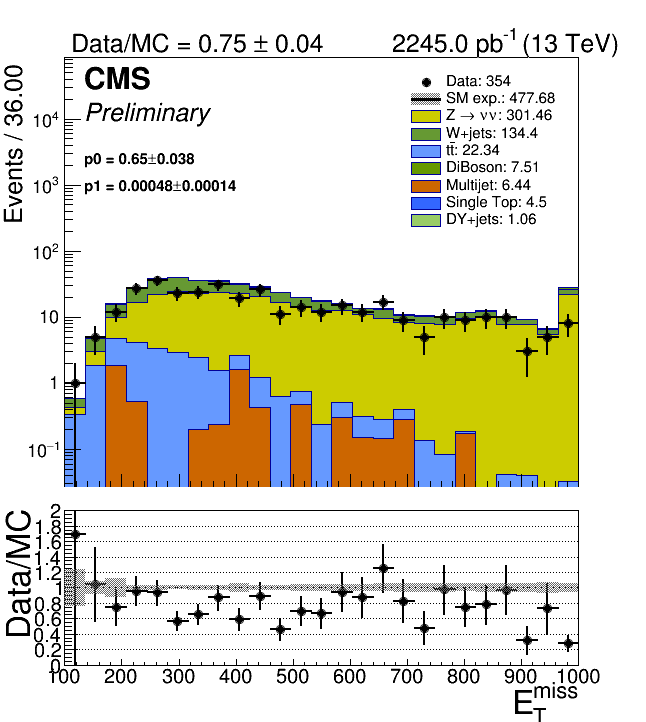 Data/MC = 0.75 ± 0.04
2245.0 pb⁻¹ (13 TeV)
CMS
Preliminary
p0 = 0.65±0.038
p1 = 0.00048±0.00014
Data: 354
SM exp.: 477.68
Z → νν: 301.46
W+jets: 134.4
tt̄: 22.34
DiBoson: 7.51
Multijet: 6.44
Single Top: 4.5
DY+jets: 1.06
Events / 36.00
10⁴
10³
10²
10
1
10⁻¹
Data/MC
2
1.8
1.6
1.4
1.2
1
0.8
0.6
0.4
0.2
0
100 200 300 400 500 600 700 800 900 1000
E_T^miss